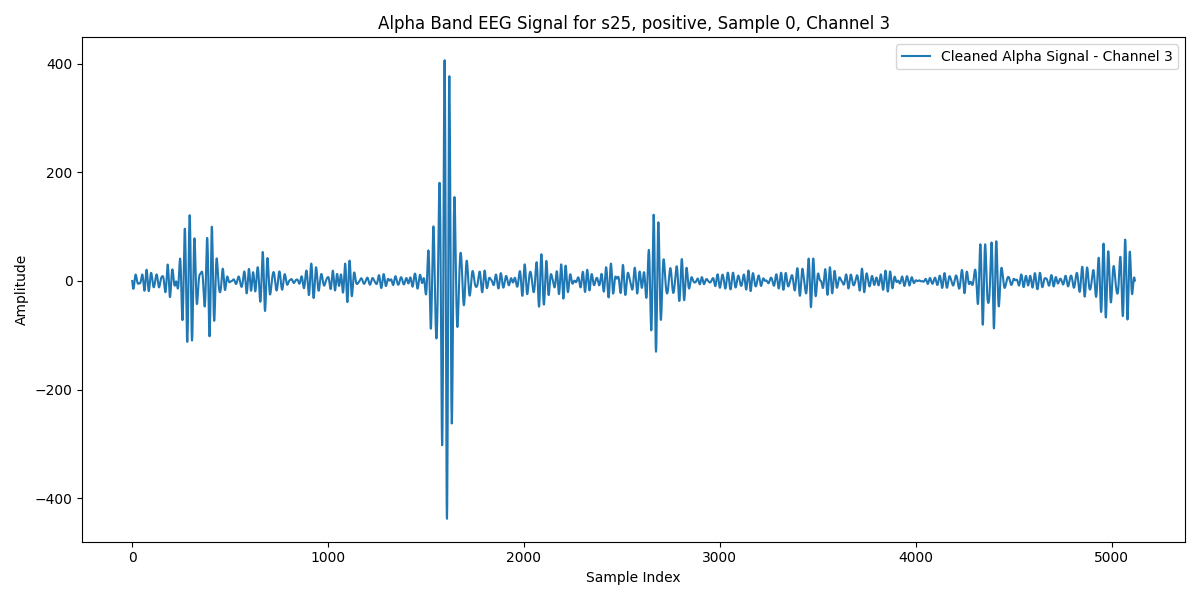 Alpha Band EEG Signal for s25, positive, Sample 0, Channel 3
Cleaned Alpha Signal - Channel 3
400
200
0
−200
−400
Amplitude
0 1000 2000 3000 4000 5000
Sample Index